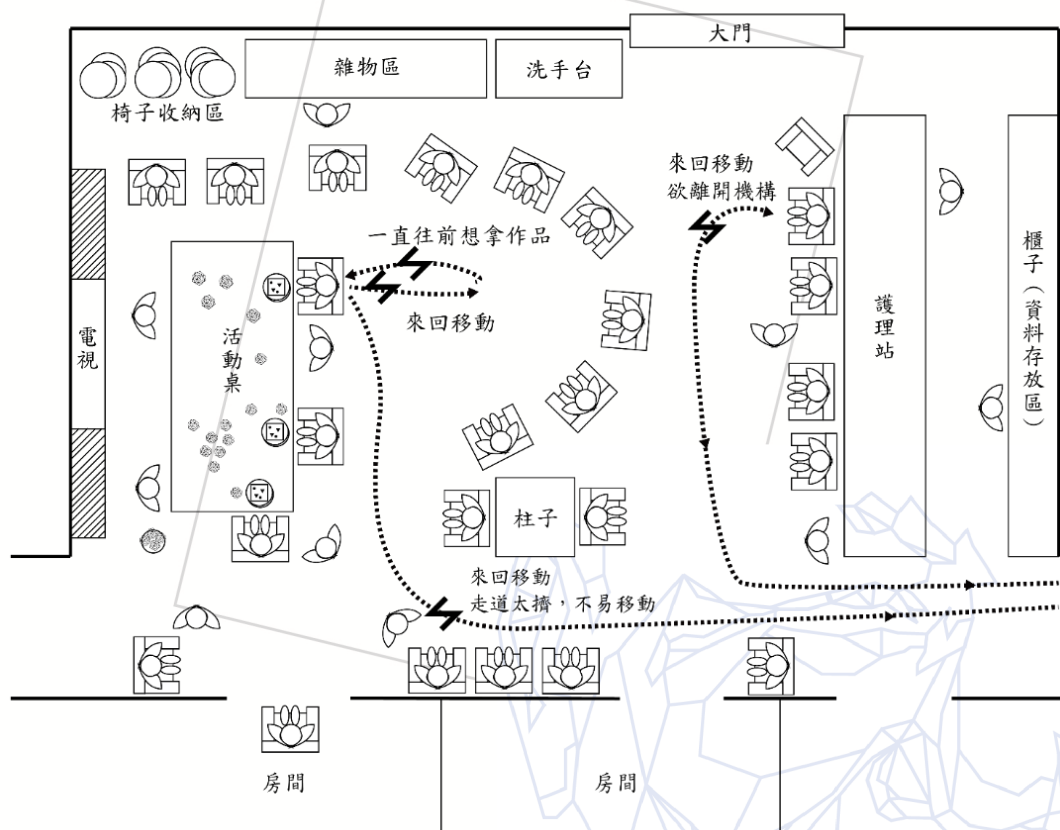 大門
雜物區
洗手台
椅子收納區
來回移動
欲離開機構
一直往前想拿作品
來回移動
電視
活動桌
護理站
櫃子（資料存放區）
柱子
來回移動
走道太擠，不易移動
房間
房間